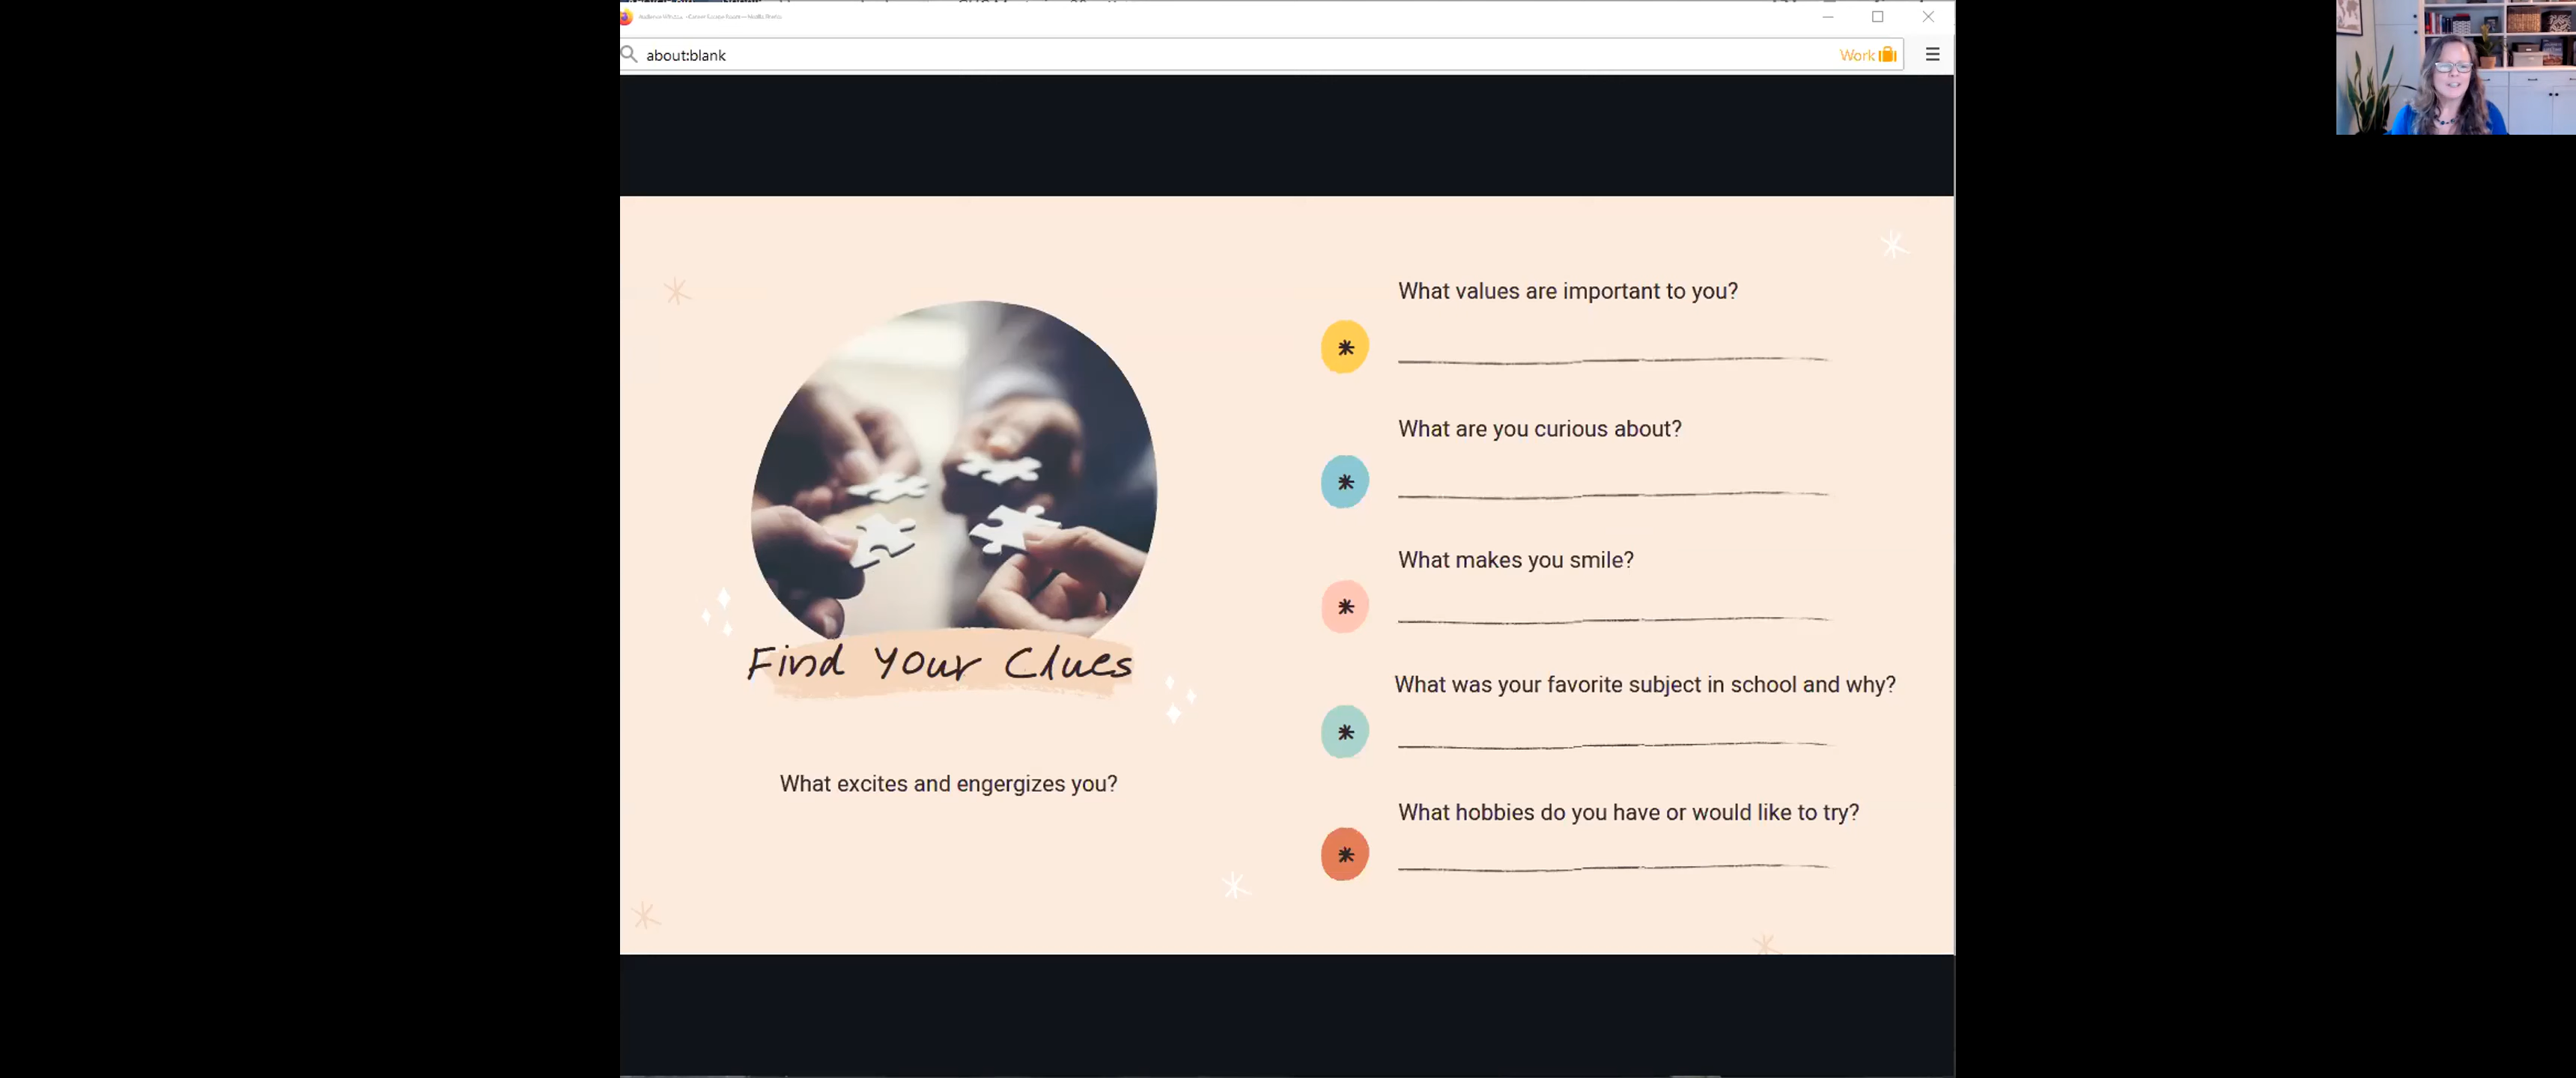 about:blank
Work
What values are important to you?
What are you curious about?
What makes you smile?
What was your favorite subject in school and why?
What hobbies do you have or would like to try?
Find Your Clues
What excites and engergizes you?